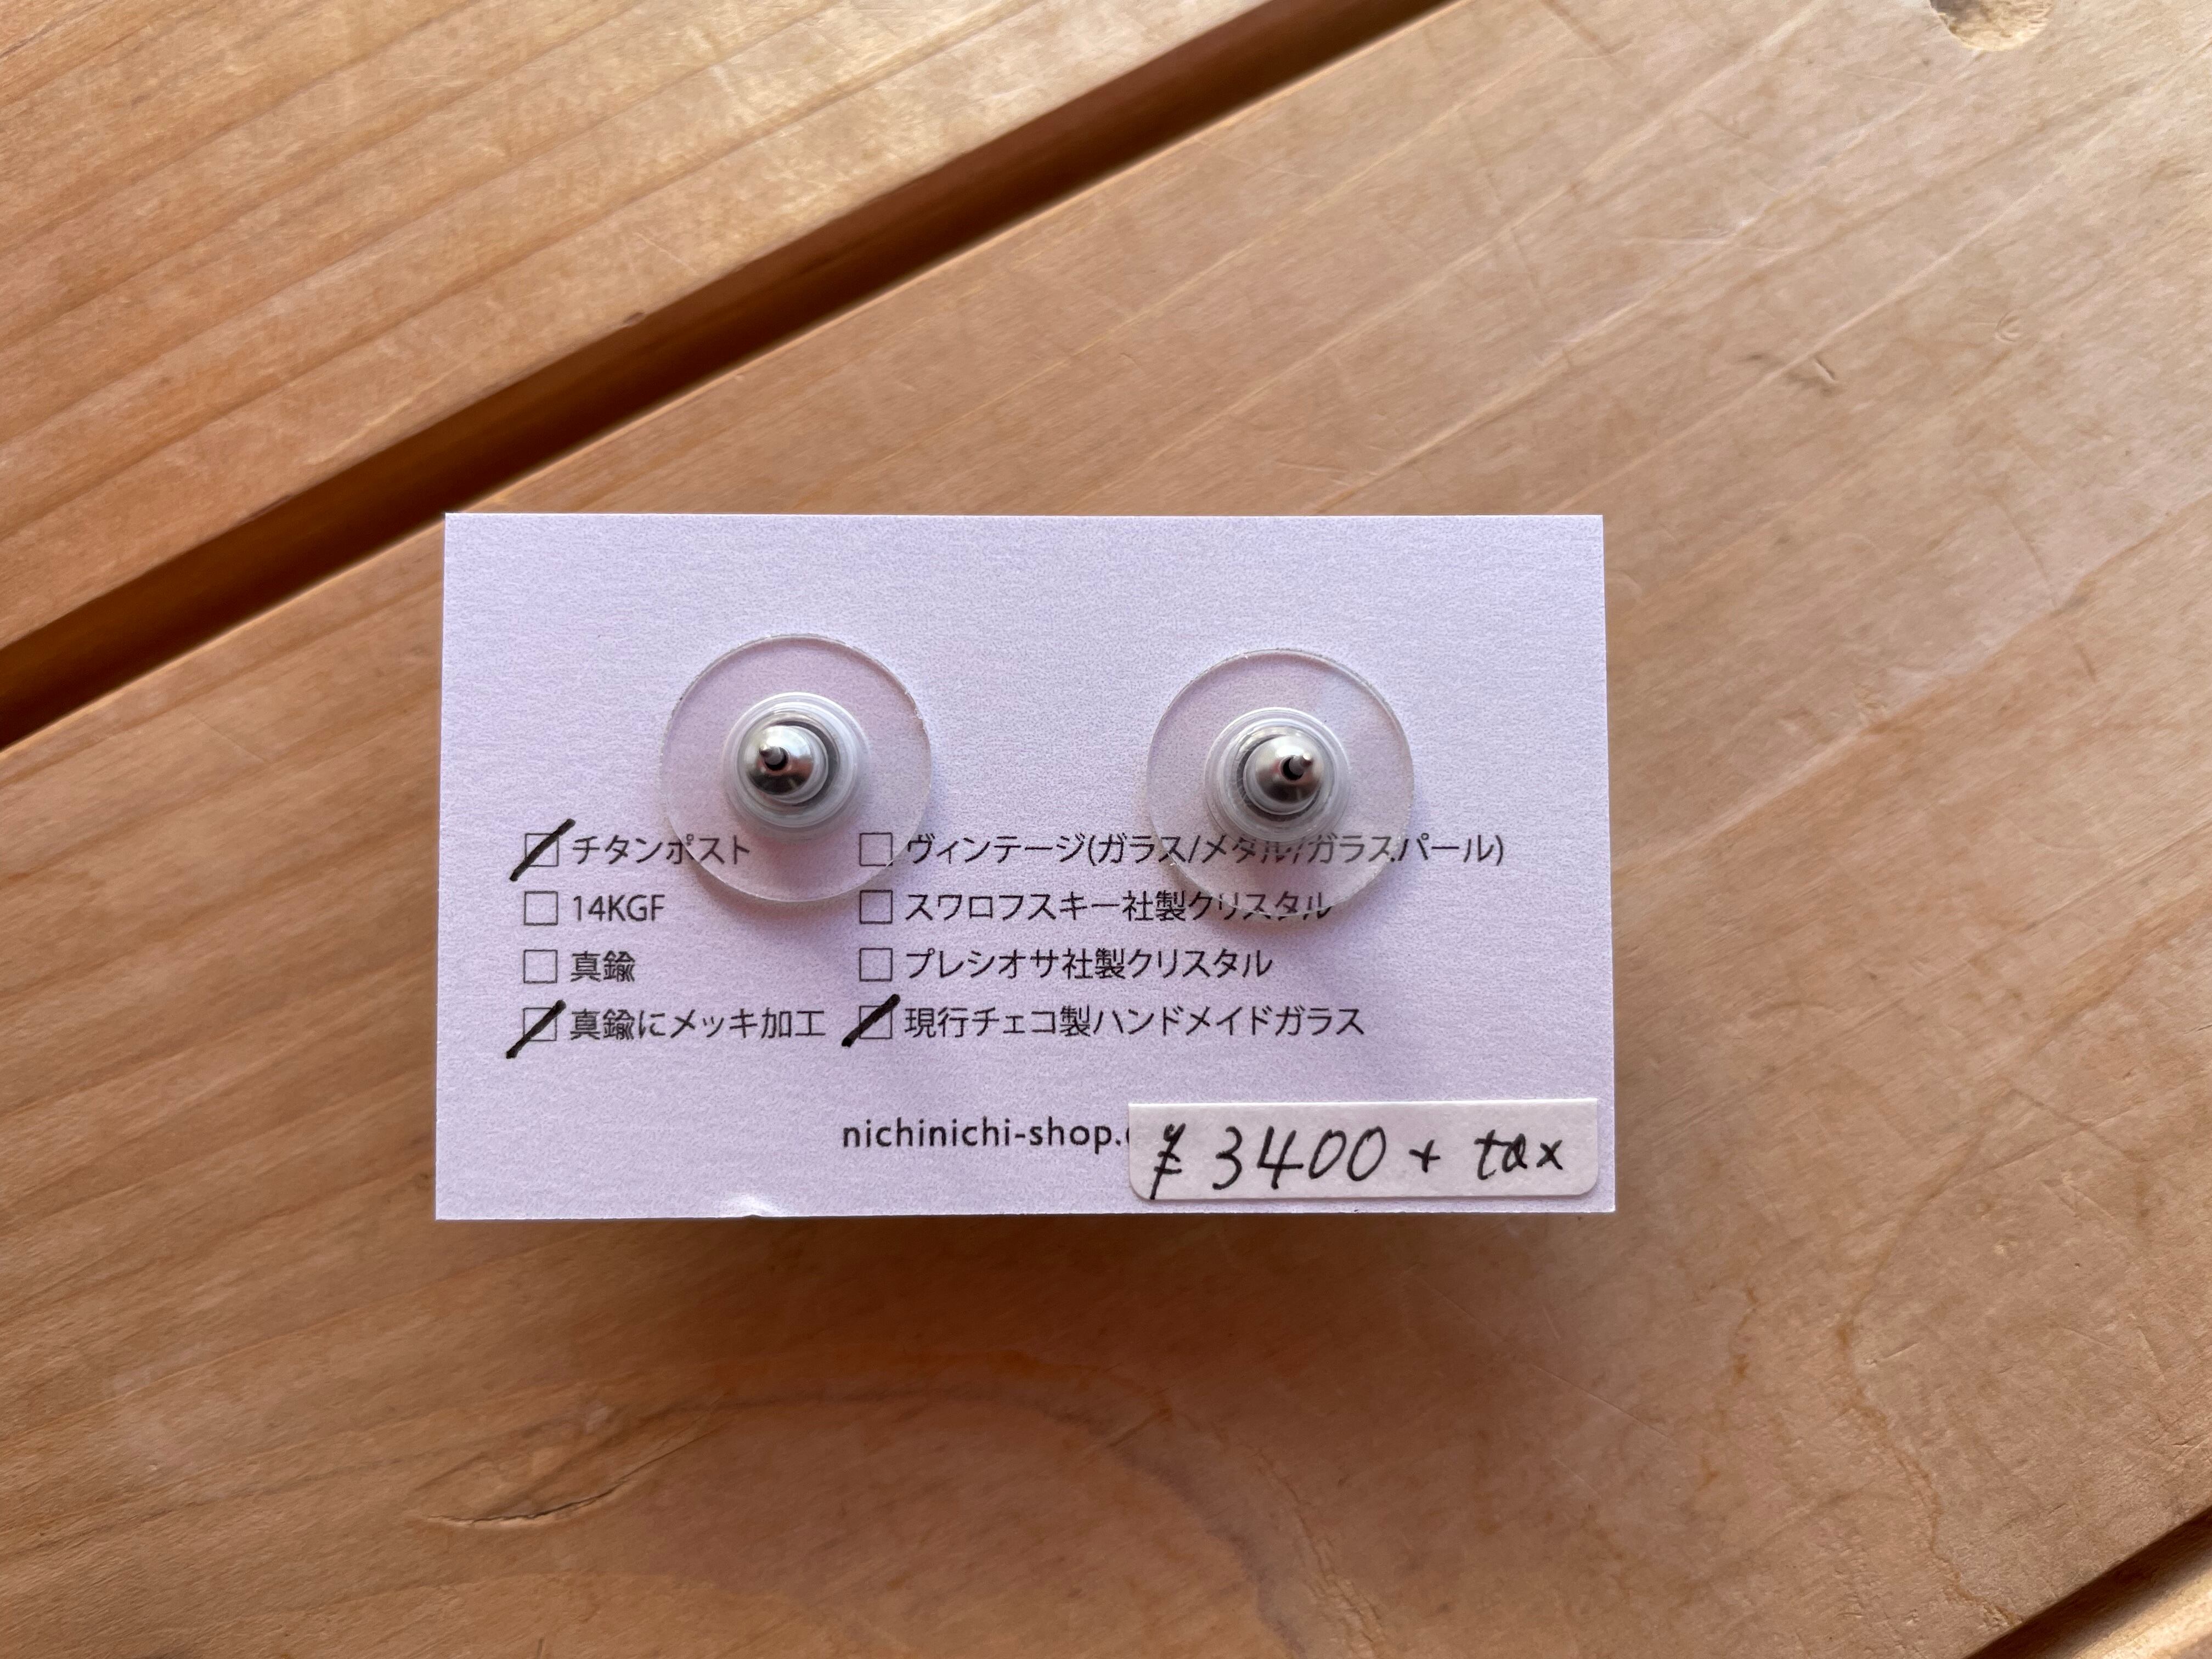 チタンポスト
14KGF
真鍮
真鍮にメッキ加工
ヴィンテージ(ガラス/メタル/ガラスパール)
スワロフスキー社製クリスタル
プレシオサ社製クリスタル
現行チェコ製ハンドメイドガラス
nichinichi-shop.
¥3400 + tax